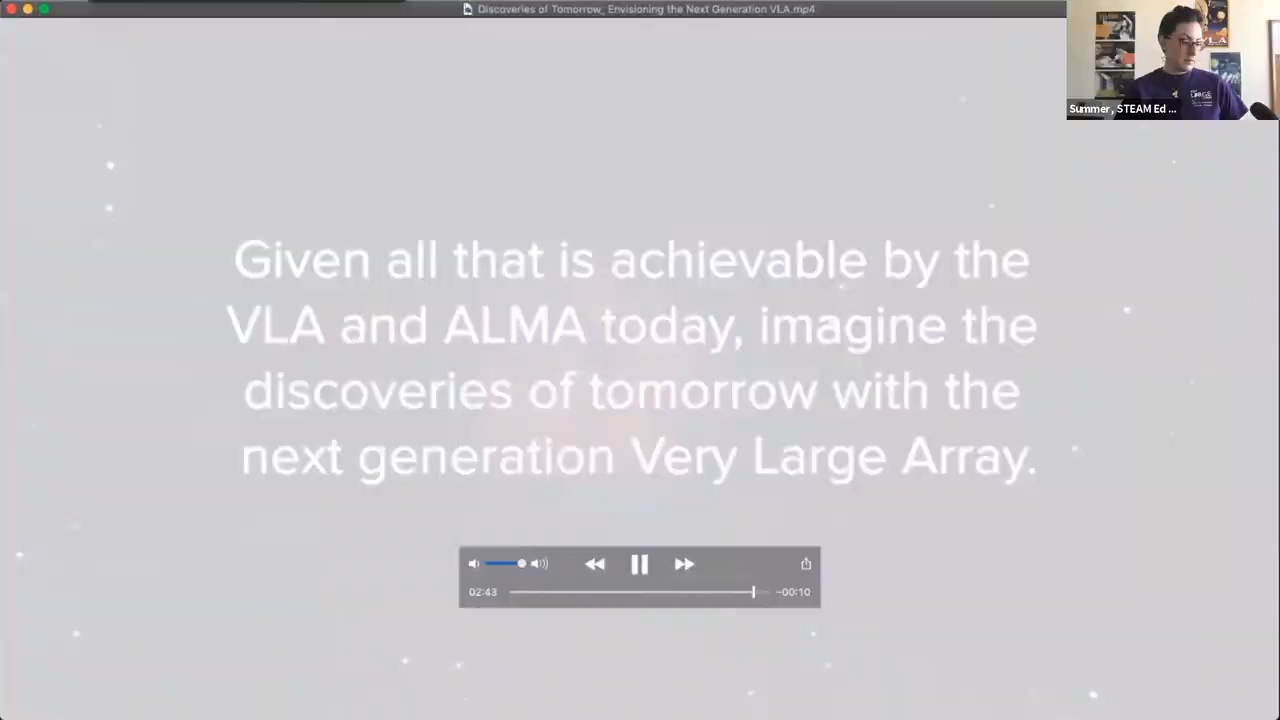 Discoveries of Tomorrow_ Envisioning the Next Generation VLA.mp4
Summer, STEAM Ed ...
VLA
LARGE
Given all that is achievable by the
VLA and ALMA today, imagine the
discoveries of tomorrow with the
next generation Very Large Array.
02:43
-00:10